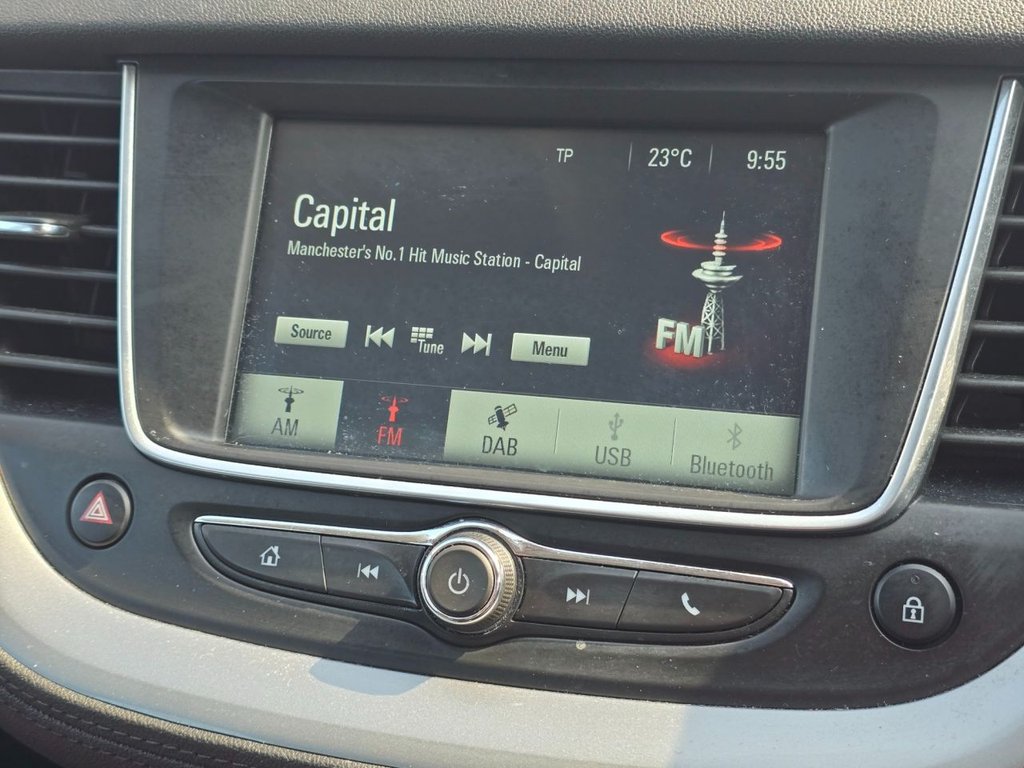 TP 23°C 9:55
Capital
Manchester's No.1 Hit Music Station - Capital
FM
Source Tune Menu
AM FM DAB USB Bluetooth